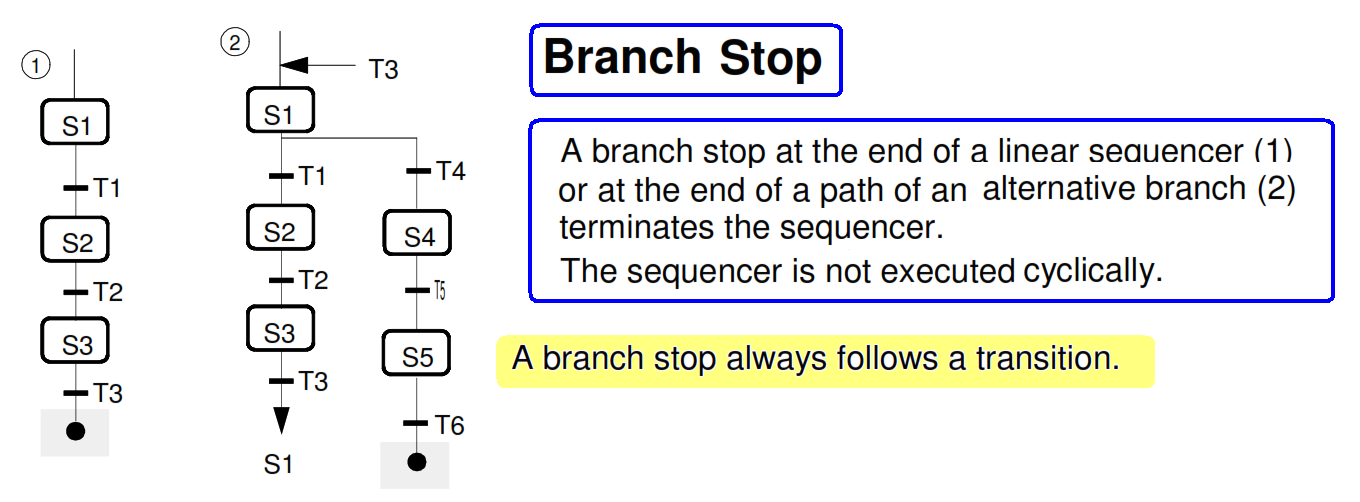 Branch Stop
A branch stop at the end of a linear sequencer (1)
or at the end of a path of an alternative branch (2)
terminates the sequencer.
The sequencer is not executed cyclically.
A branch stop always follows a transition.
1
S1
T1
S2
T2
S3
T3
2
T3
S1
T1
S2
T2
S3
T3
S1
T4
S4
T5
S5
T6